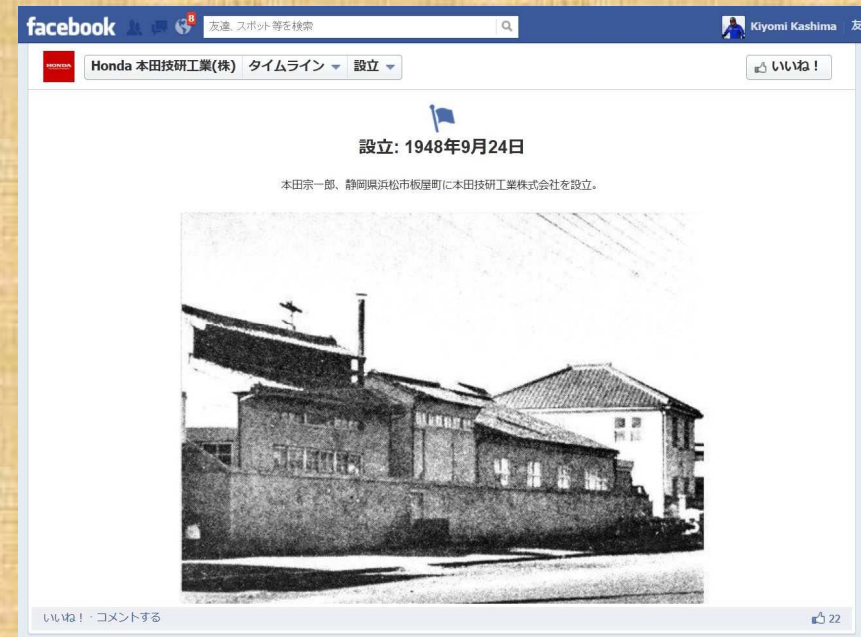 facebook 8 友達、スポット等を検索 Kiyomi Kashima 友
HONDA Honda 本田技研工業(株) タイムライン 設立 いいね！
設立: 1948年9月24日
本田宗一郎、静岡県浜松市板屋町に本田技研工業株式会社を設立。
いいね！ · コメントする 22